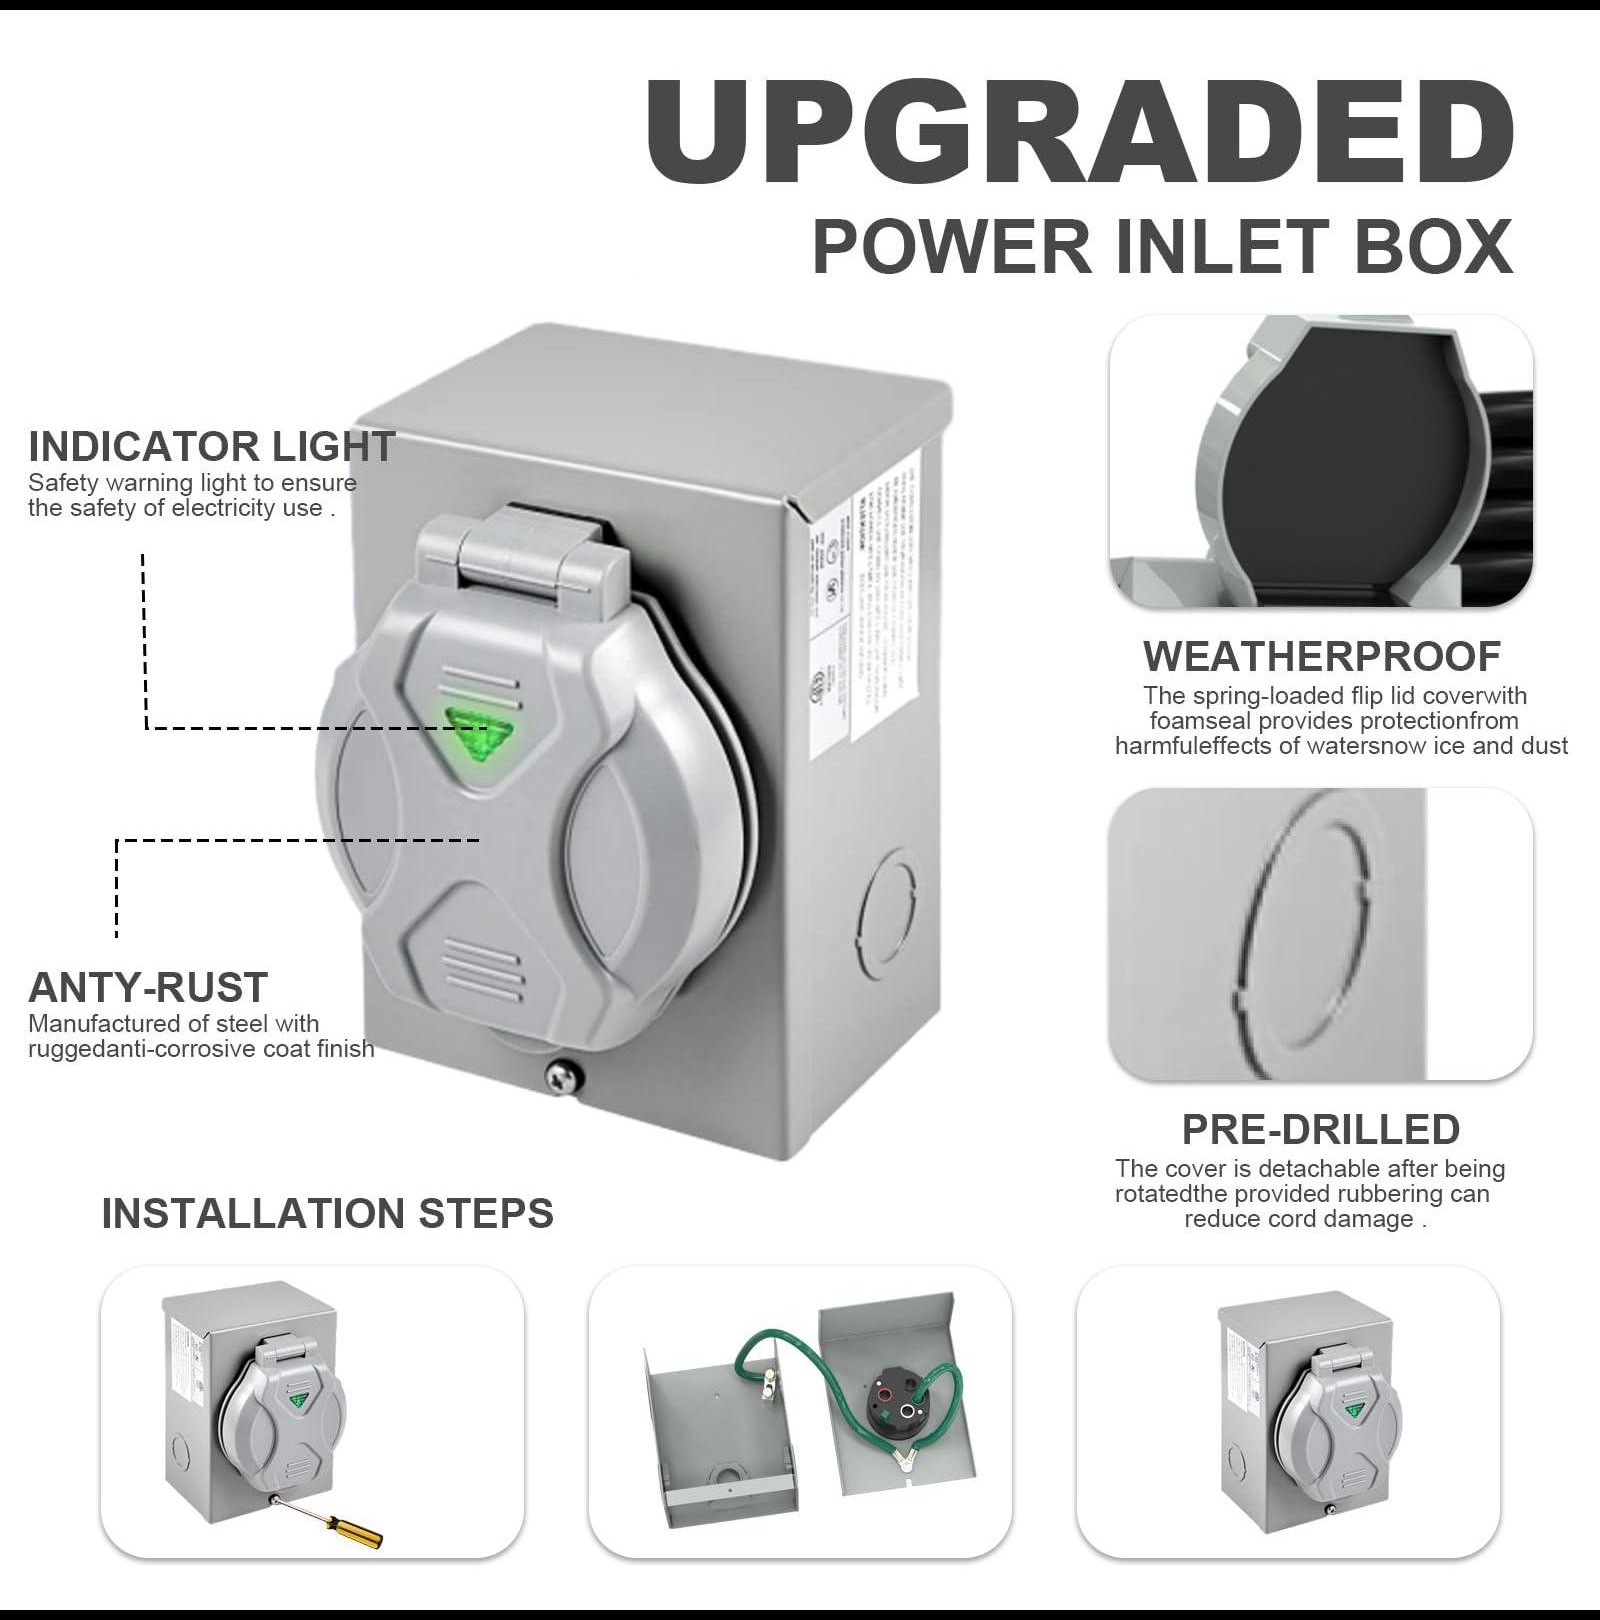 UPGRADED
POWER INLET BOX
INDICATOR LIGHT
Safety warning light to ensure
the safety of electricity use .
WEATHERPROOF
The spring-loaded flip lid coverwith
foamseal provides protectionfrom
harmfuleffects of watersnow ice and dust
ANTY-RUST
Manufactured of steel with
ruggedanti-corrosive coat finish
PRE-DRILLED
The cover is detachable after being
rotatedthe provided rubbering can
reduce cord damage .
INSTALLATION STEPS